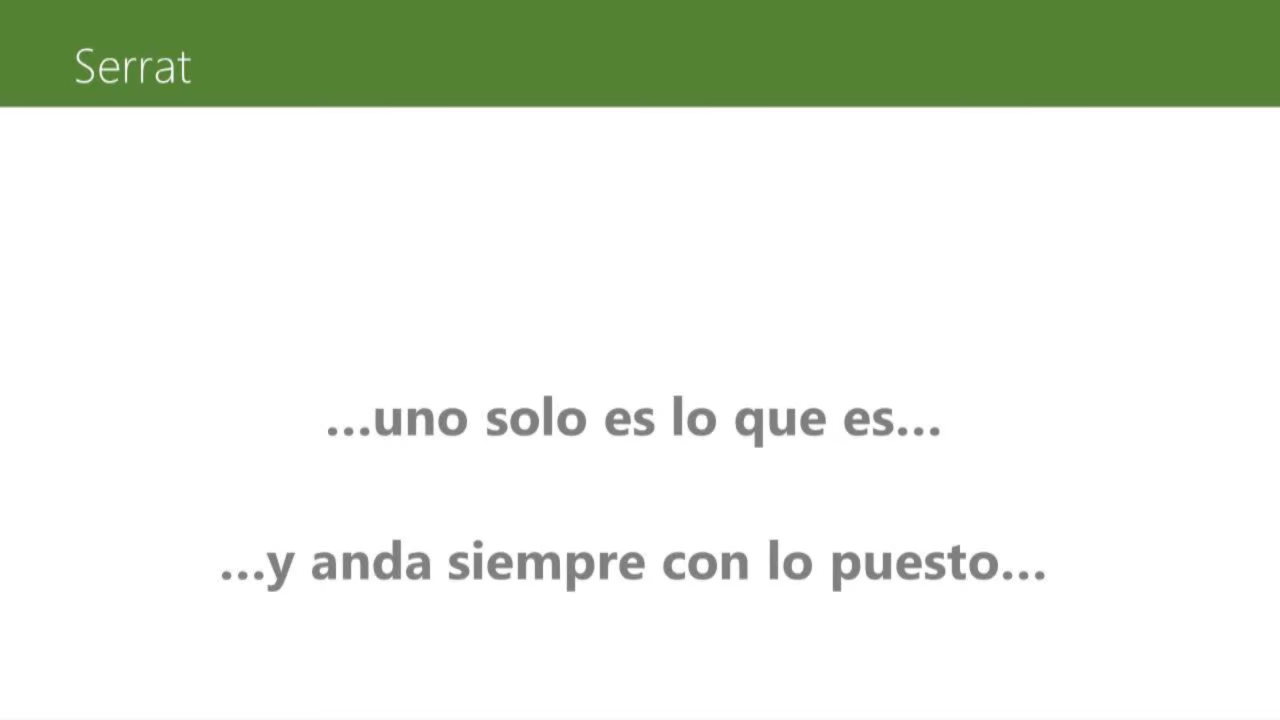 Serrat
...uno solo es lo que es...
...y anda siempre con lo puesto...